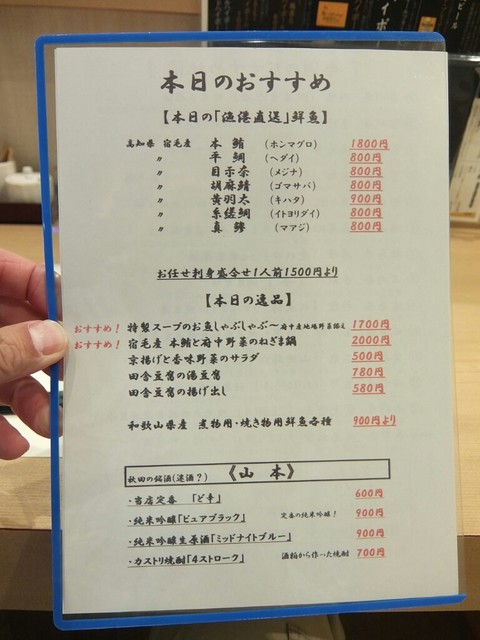 本日のおすすめ
【本日の「漁港直送」鮮魚】
高知県 宿毛産 本 鮪 (ホンマグロ) 1800円
〃 平 鯛 (ヘダイ) 800円
〃 目示奈 (メジナ) 800円
〃 胡麻鯖 (ゴマサバ) 800円
〃 黄羽太 (キハタ) 900円
〃 糸縒鯛 (イトヨリダイ) 800円
〃 真 鯵 (マアジ) 800円
お任せ刺身盛合せ1人前1500円より
【本日の逸品】
おすすめ! 特製スープのお魚しゃぶしゃぶ~府中産地場野菜添え 1700円
おすすめ! 宿毛産 本鮪と府中野菜のねぎま鍋 2000円
京揚げと香味野菜のサラダ 500円
田舎豆腐の湯豆腐 780円
田舎豆腐の揚げ出し 580円
和歌山県産 煮物用・焼き物用鮮魚各種 900円より
秋田の銘酒(迷酒?) 《山 本》
・当店定番 「ど辛」 600円
・純米吟醸「ピュアブラック」 定番の純米吟醸! 900円
・純米吟醸生原酒「ミッドナイトブルー」 900円
・カストリ焼酎「4ストローク」 酒粕から作った焼酎 700円